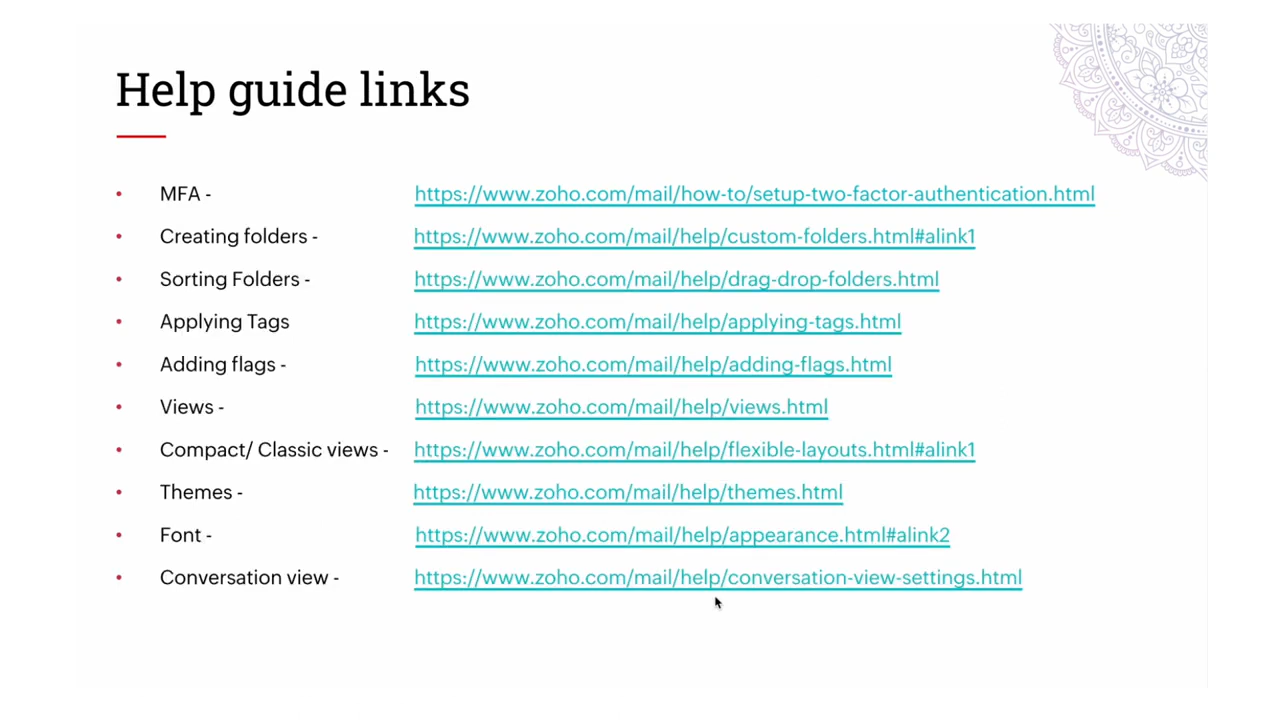 Help guide links
• MFA - https://www.zoho.com/mail/how-to/setup-two-factor-authentication.html
• Creating folders - https://www.zoho.com/mail/help/custom-folders.html#alink1
• Sorting Folders - https://www.zoho.com/mail/help/drag-drop-folders.html
• Applying Tags https://www.zoho.com/mail/help/applying-tags.html
• Adding flags - https://www.zoho.com/mail/help/adding-flags.html
• Views - https://www.zoho.com/mail/help/views.html
• Compact/ Classic views - https://www.zoho.com/mail/help/flexible-layouts.html#alink1
• Themes - https://www.zoho.com/mail/help/themes.html
• Font - https://www.zoho.com/mail/help/appearance.html#alink2
• Conversation view - https://www.zoho.com/mail/help/conversation-view-settings.html